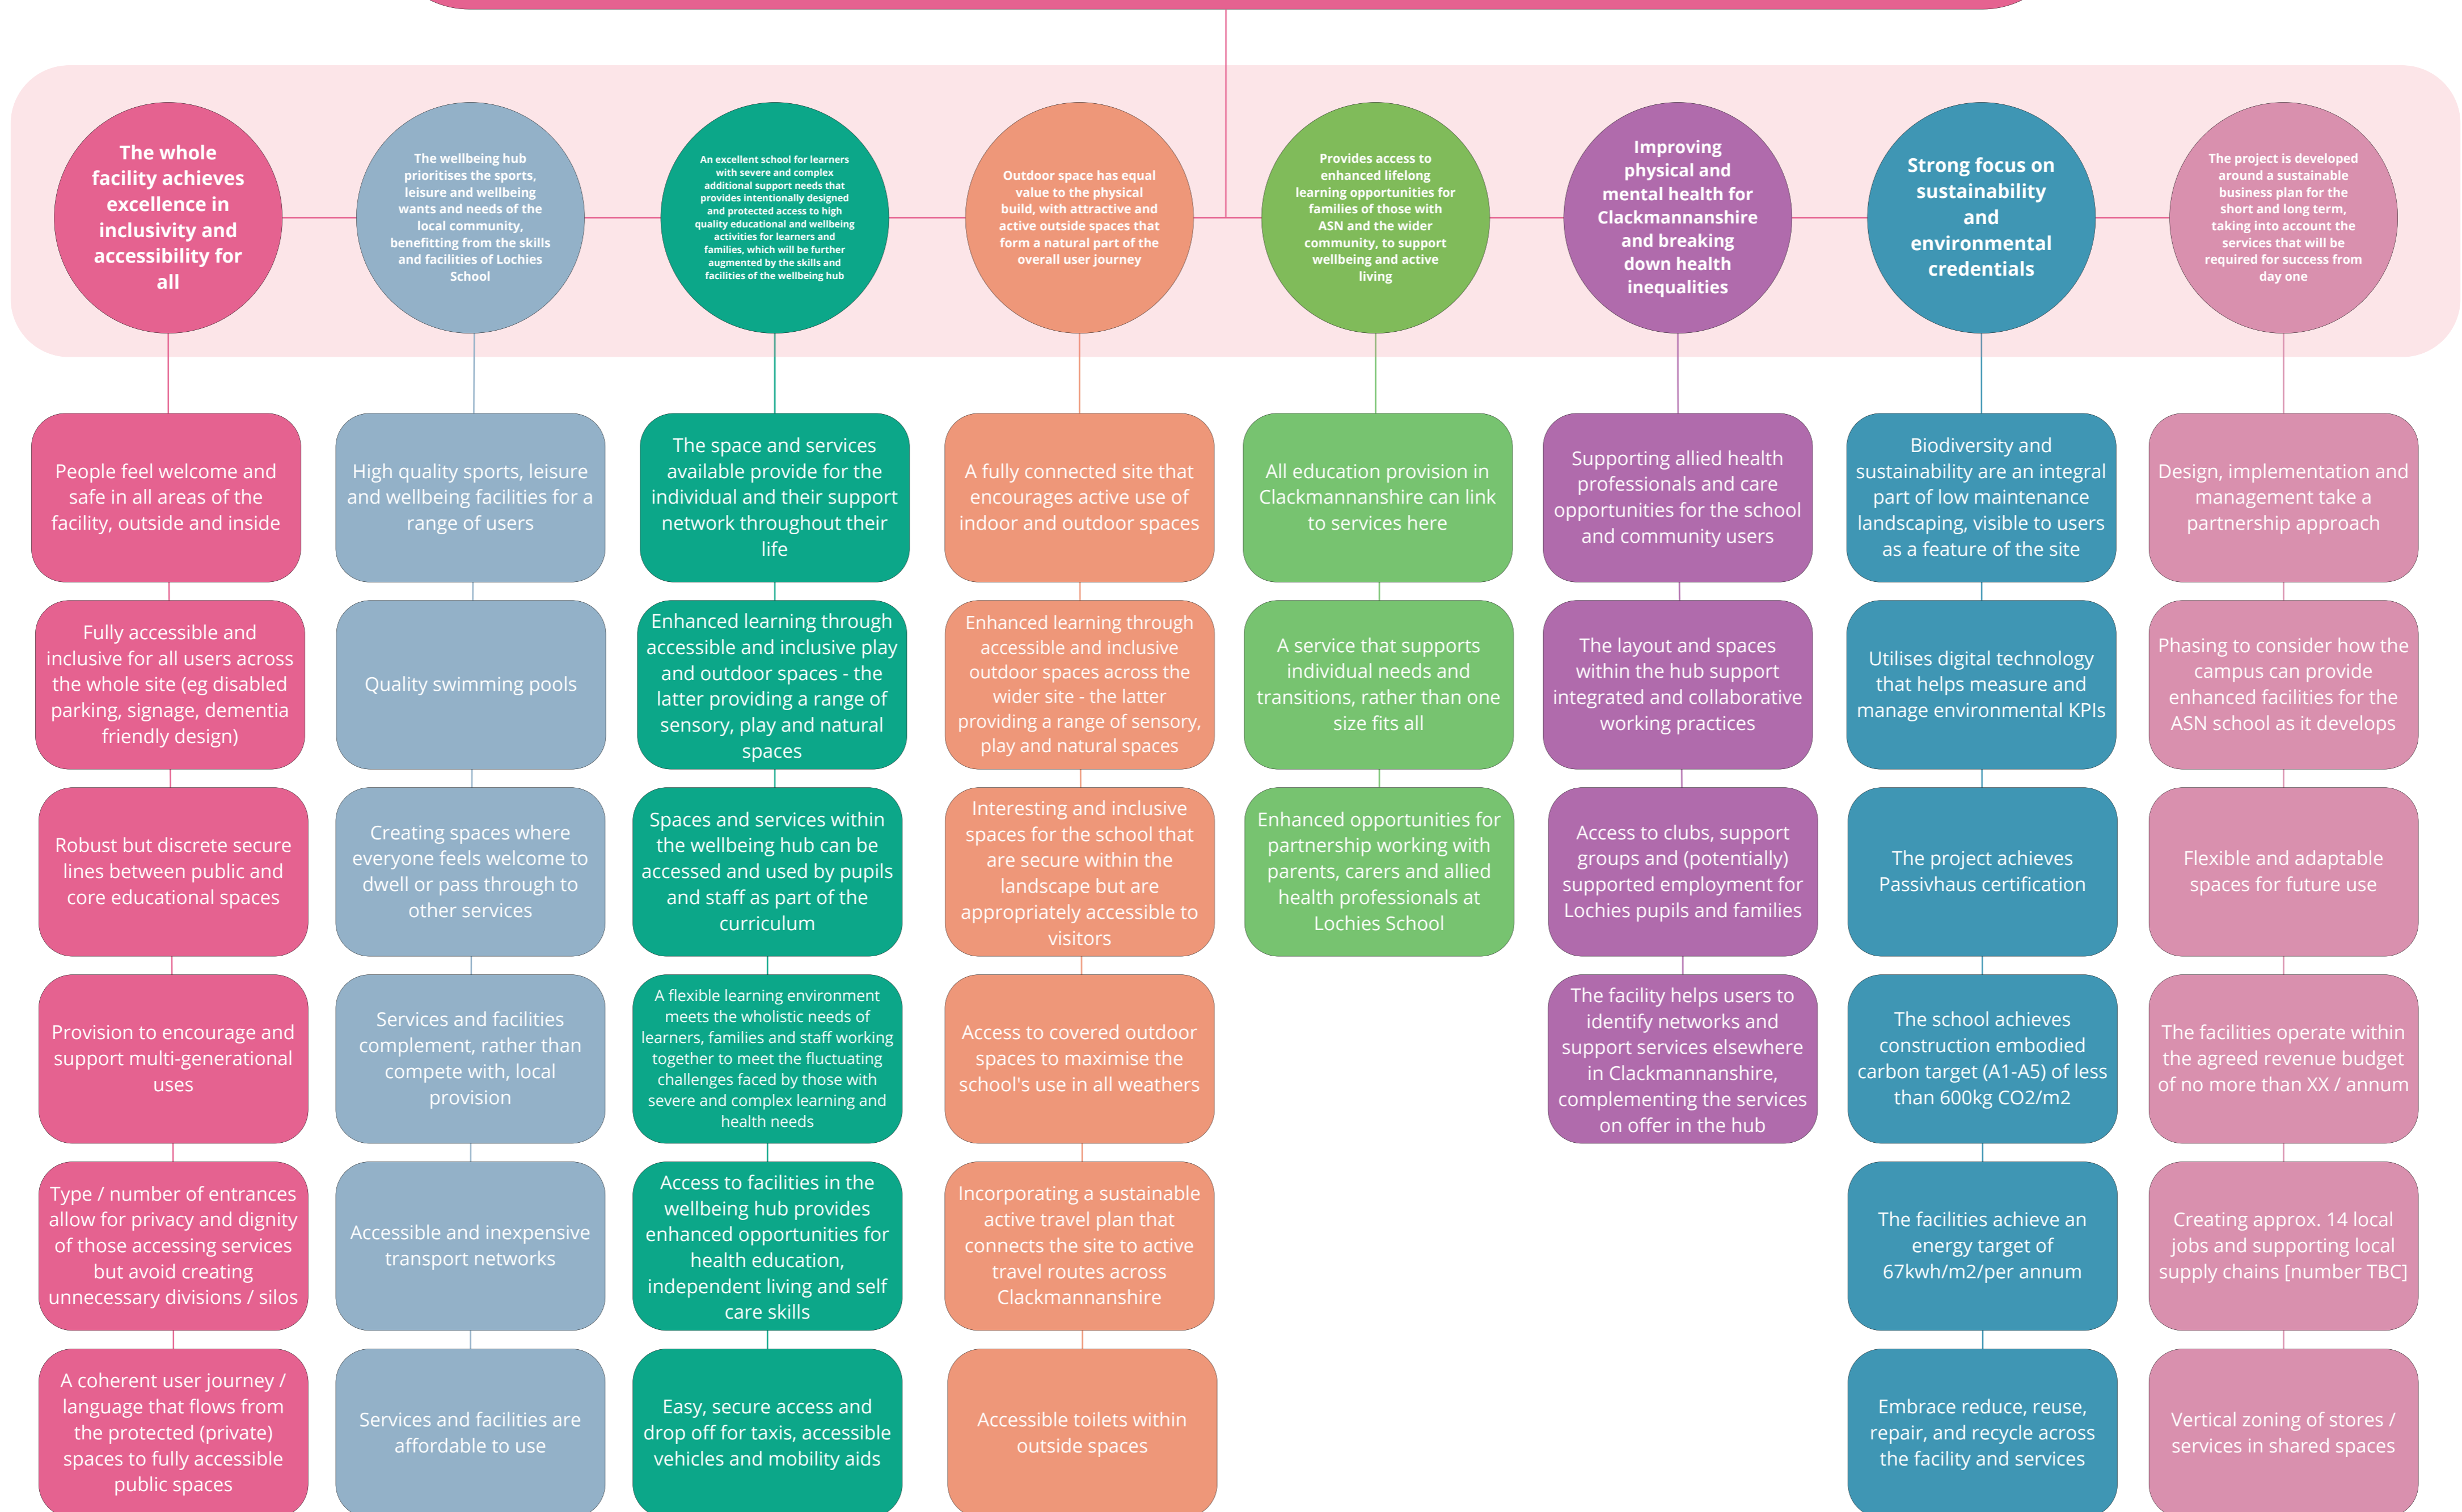 The whole
facility achieves
excellence in
inclusivity and
accessibility for
all
The wellbeing hub
prioritises the sports,
leisure and wellbeing
wants and needs of the
local community,
benefitting from the skills
and facilities of Lochies
School
An excellent school for learners
with severe and complex
additional support needs that
provides intentionally designed
and protected access to high
quality educational and wellbeing
activities for learners and
families, which will be further
augmented by the skills and
facilities of the wellbeing hub
Outdoor space has equal
value to the physical
build, with attractive and
active outside spaces that
form a natural part of the
overall user journey
Provides access to
enhanced lifelong
learning opportunities for
families of those with
ASN and the wider
community, to support
wellbeing and active
living
Improving
physical and
mental health for
Clackmannanshire
and breaking
down health
inequalities
Strong focus on
sustainability
and
environmental
credentials
The project is developed
around a sustainable
business plan for the
short and long term,
taking into account the
services that will be
required for success from
day one
People feel welcome and
safe in all areas of the
facility, outside and inside
Fully accessible and
inclusive for all users across
the whole site (eg disabled
parking, signage, dementia
friendly design)
Robust but discrete secure
lines between public and
core educational spaces
Provision to encourage and
support multi-generational
uses
Type / number of entrances
allow for privacy and dignity
of those accessing services
but avoid creating
unnecessary divisions / silos
A coherent user journey /
language that flows from
the protected (private)
spaces to fully accessible
public spaces
High quality sports, leisure
and wellbeing facilities for a
range of users
Quality swimming pools
Creating spaces where
everyone feels welcome to
dwell or pass through to
other services
Services and facilities
complement, rather than
compete with, local
provision
Accessible and inexpensive
transport networks
Services and facilities are
affordable to use
The space and services
available provide for the
individual and their support
network throughout their
life
Enhanced learning through
accessible and inclusive play
and outdoor spaces - the
latter providing a range of
sensory, play and natural
spaces
Spaces and services within
the wellbeing hub can be
accessed and used by pupils
and staff as part of the
curriculum
A flexible learning environment
meets the wholistic needs of
learners, families and staff working
together to meet the fluctuating
challenges faced by those with
severe and complex learning and
health needs
Access to facilities in the
wellbeing hub provides
enhanced opportunities for
health education,
independent living and self
care skills
Easy, secure access and
drop off for taxis, accessible
vehicles and mobility aids
A fully connected site that
encourages active use of
indoor and outdoor spaces
Enhanced learning through
accessible and inclusive
outdoor spaces across the
wider site - the latter
providing a range of sensory,
play and natural spaces
Interesting and inclusive
spaces for the school that
are secure within the
landscape but are
appropriately accessible to
visitors
Access to covered outdoor
spaces to maximise the
school's use in all weathers
Incorporating a sustainable
active travel plan that
connects the site to active
travel routes across
Clackmannanshire
Accessible toilets within
outside spaces
All education provision in
Clackmannanshire can link
to services here
A service that supports
individual needs and
transitions, rather than one
size fits all
Enhanced opportunities for
partnership working with
parents, carers and allied
health professionals at
Lochies School
Supporting allied health
professionals and care
opportunities for the school
and community users
The layout and spaces
within the hub support
integrated and collaborative
working practices
Access to clubs, support
groups and (potentially)
supported employment for
Lochies pupils and families
The facility helps users to
identify networks and
support services elsewhere
in Clackmannanshire,
complementing the services
on offer in the hub
Biodiversity and
sustainability are an integral
part of low maintenance
landscaping, visible to users
as a feature of the site
Utilises digital technology
that helps measure and
manage environmental KPIs
The project achieves
Passivhaus certification
The school achieves
construction embodied
carbon target (A1-A5) of less
than 600kg CO2/m2
The facilities achieve an
energy target of
67kwh/m2/per annum
Embrace reduce, reuse,
repair, and recycle across
the facility and services
Design, implementation and
management take a
partnership approach
Phasing to consider how the
campus can provide
enhanced facilities for the
ASN school as it develops
Flexible and adaptable
spaces for future use
The facilities operate within
the agreed revenue budget
of no more than XX / annum
Creating approx. 14 local
jobs and supporting local
supply chains [number TBC]
Vertical zoning of stores /
services in shared spaces